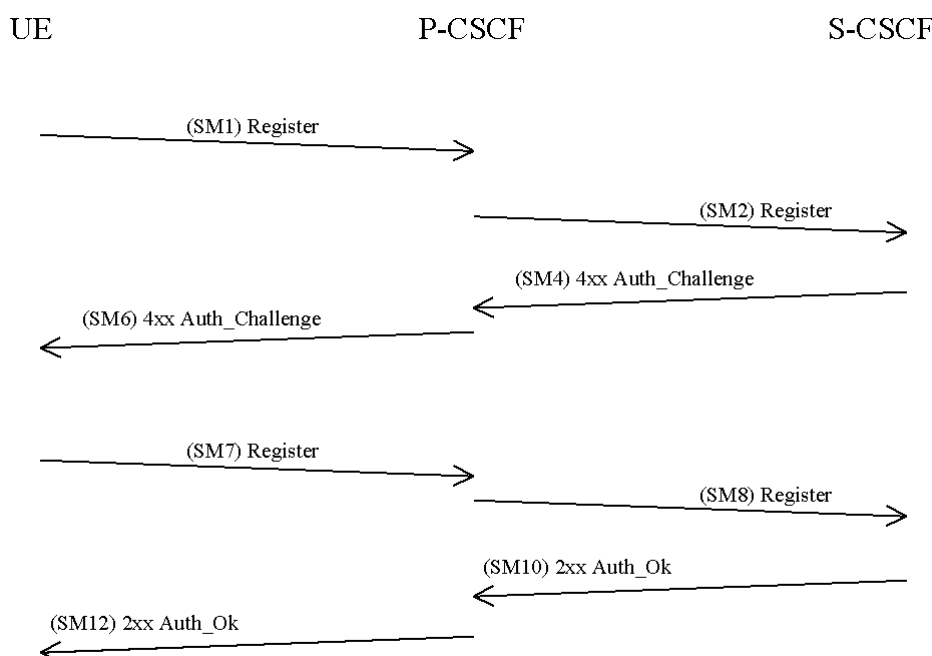 UE P-CSCF S-CSCF
(SM1) Register
(SM2) Register
(SM4) 4xx Auth_Challenge
(SM6) 4xx Auth_Challenge
(SM7) Register
(SM8) Register
(SM10) 2xx Auth_Ok
(SM12) 2xx Auth_Ok